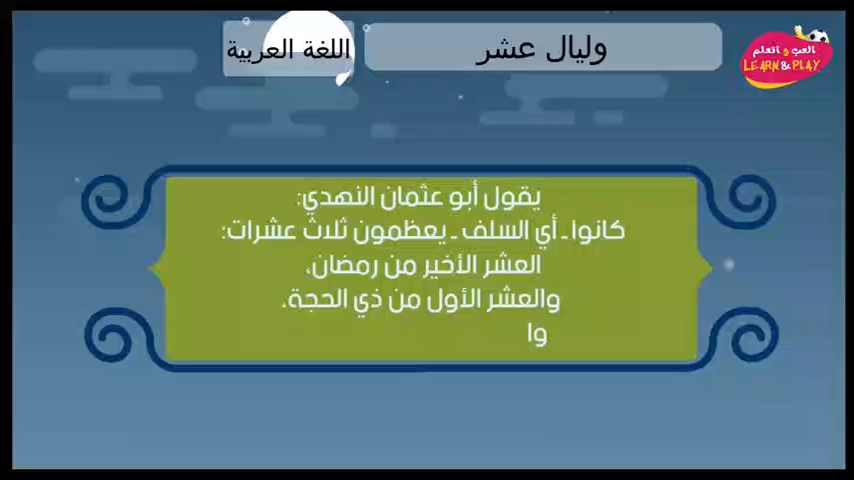 وليال عشر
اللغة العربية
العب و اتعلم
LEARN & PLAY
يقول أبو عثمان النهدي:
كانوا ـ أي السلف ـ يعظمون ثلاث عشرات:
العشر الأخير من رمضان،
والعشر الأول من ذي الحجة.
وا